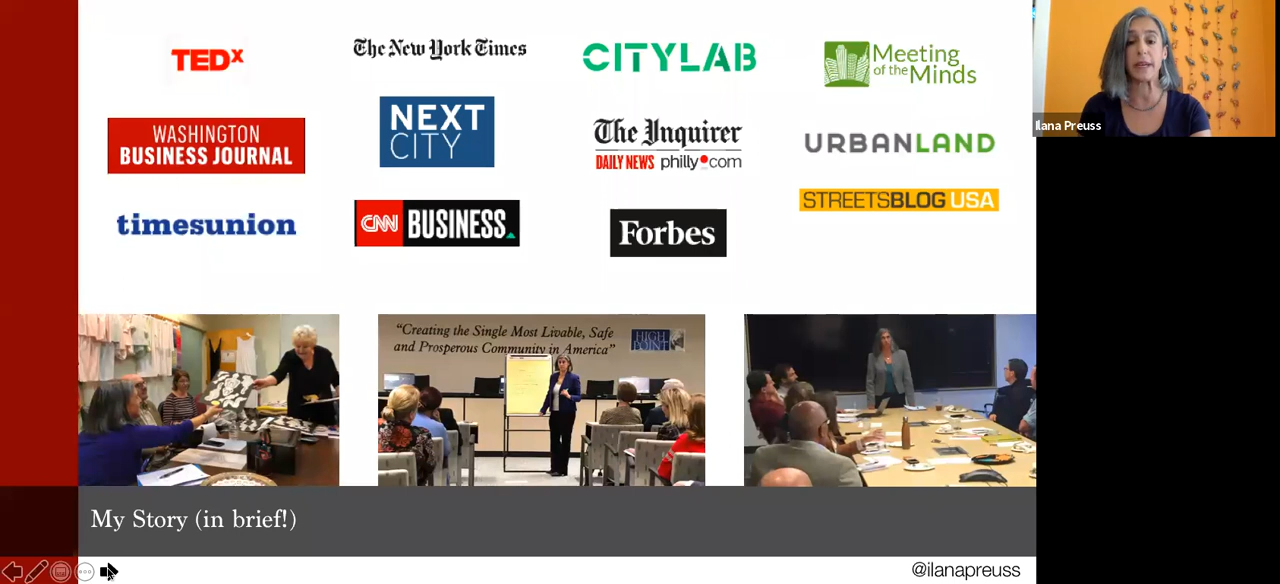 TEDx
The New York Times
CITYLAB
Meeting
of the
Minds
WASHINGTON
BUSINESS JOURNAL
NEXT
CITY
The Inquirer
DAILY NEWS philly.com
URBANLAND
timesunion
CNN BUSINESS
Forbes
STREETSBLOG USA
Ilana Preuss
“Creating the Single Most Livable, Safe
and Prosperous Community in America”
HIGH
POINT
My Story (in brief!)
@ilanapreuss